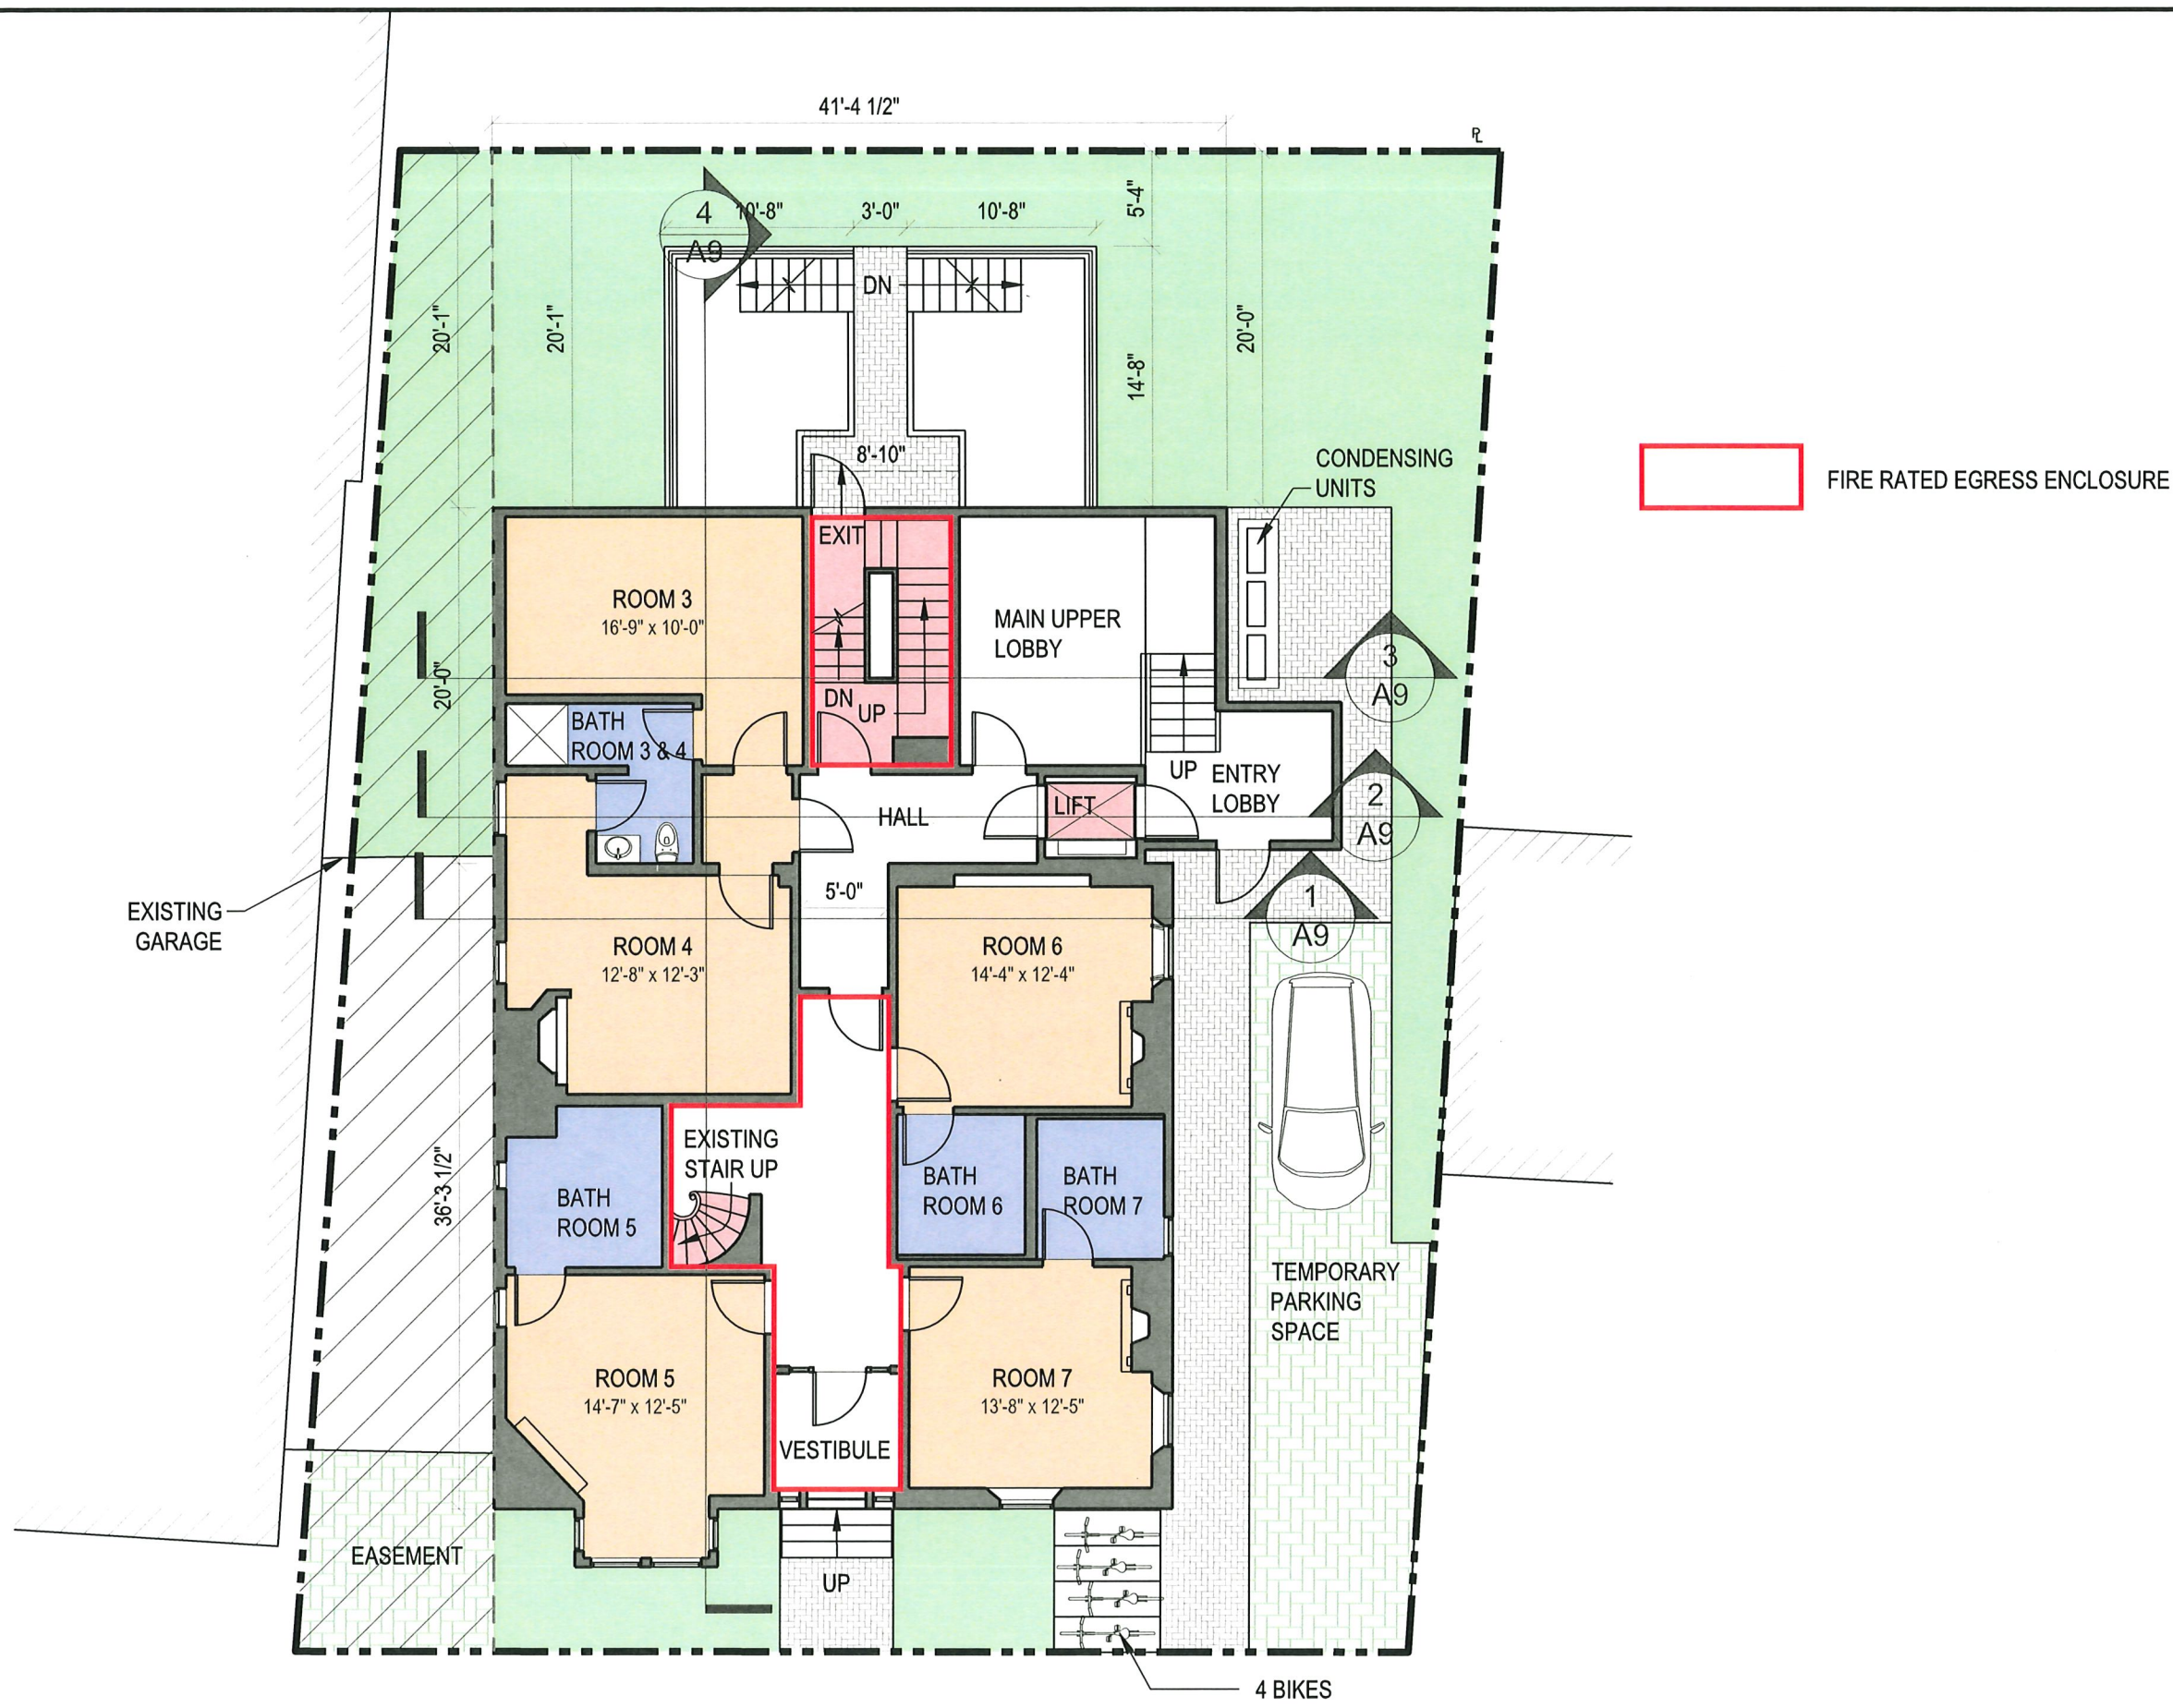 41'-4 1/2"
PL
4
A9
10'-8"
3'-0"
10'-8"
5'-4"
DN
20'-1"
20'-1"
20'-0"
14'-8"
8'-10"
CONDENSING
UNITS
FIRE RATED EGRESS ENCLOSURE
EXIT
ROOM 3
16'-9" x 10'-0"
MAIN UPPER
LOBBY
3
A9
20'-0"
DN
UP
BATH
ROOM 3 & 4
UP
ENTRY
LOBBY
2
A9
LIFT
HALL
EXISTING
GARAGE
5'-0"
1
A9
ROOM 4
12'-8" x 12'-3"
ROOM 6
14'-4" x 12'-4"
EXISTING
STAIR UP
36'-3 1/2"
BATH
ROOM 5
BATH
ROOM 6
BATH
ROOM 7
TEMPORARY
PARKING
SPACE
ROOM 5
14'-7" x 12'-5"
ROOM 7
13'-8" x 12'-5"
VESTIBULE
EASEMENT
UP
4 BIKES